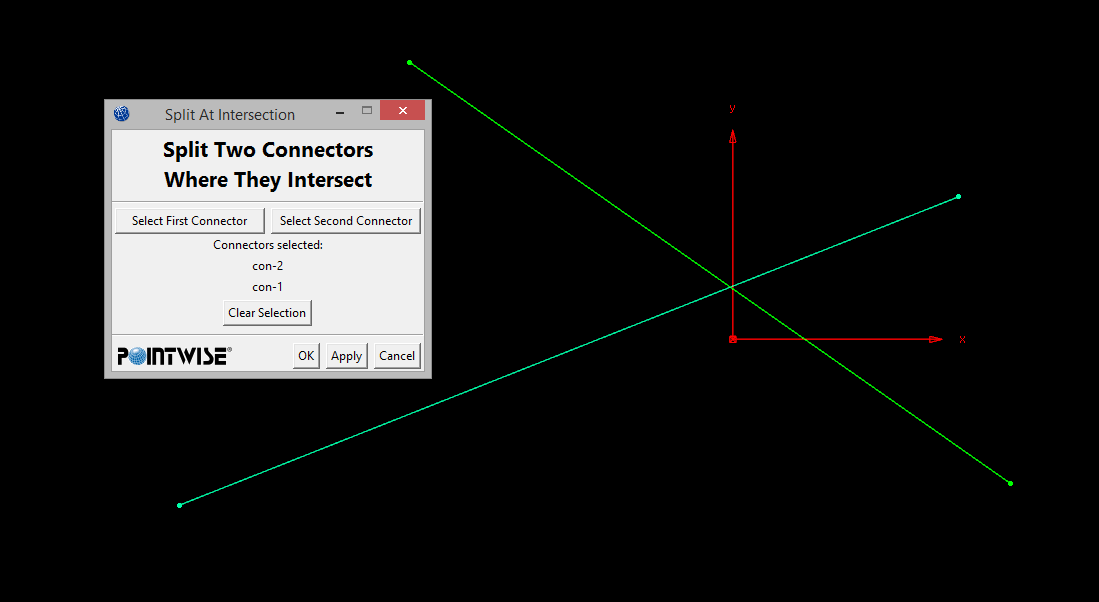 Split At Intersection
Split Two Connectors
Where They Intersect
Select First Connector
Select Second Connector
Connectors selected:
con-2
con-1
Clear Selection
POINTWISE®
OK
Apply
Cancel
y
x